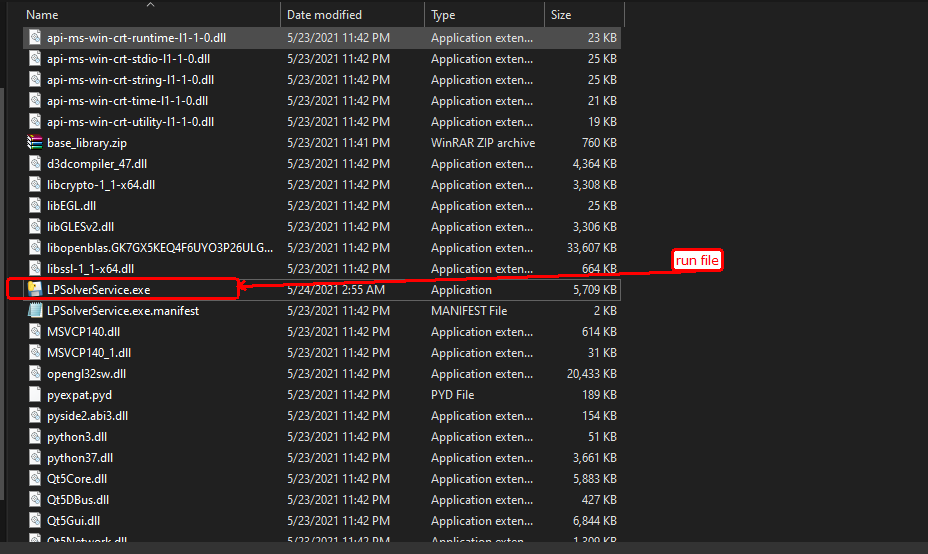 Name Date modified Type Size
api-ms-win-crt-runtime-l1-1-0.dll 5/23/2021 11:42 PM Application exten... 23 KB
api-ms-win-crt-stdio-l1-1-0.dll 5/23/2021 11:42 PM Application exten... 25 KB
api-ms-win-crt-string-l1-1-0.dll 5/23/2021 11:42 PM Application exten... 25 KB
api-ms-win-crt-time-l1-1-0.dll 5/23/2021 11:42 PM Application exten... 21 KB
api-ms-win-crt-utility-l1-1-0.dll 5/23/2021 11:42 PM Application exten... 19 KB
base_library.zip 5/23/2021 11:42 PM WinRAR ZIP archive 760 KB
d3dcompiler_47.dll 5/23/2021 11:42 PM Application exten... 4,364 KB
libcrypto-1_1-x64.dll 5/23/2021 11:42 PM Application exten... 3,308 KB
libEGL.dll 5/23/2021 11:42 PM Application exten... 25 KB
libGLESv2.dll 5/23/2021 11:42 PM Application exten... 3,306 KB
libopenblas.GK7GX5KEQ4F6UYO3P26ULG... 5/23/2021 11:42 PM Application exten... 33,607 KB
run file
libssl-1_1-x64.dll 5/23/2021 11:42 PM Application exten... 664 KB
LPSolverService.exe 5/24/2021 2:55 AM Application 5,709 KB
LPSolverService.exe.manifest 5/23/2021 11:42 PM MANIFEST File 2 KB
MSVCP140.dll 5/23/2021 11:42 PM Application exten... 614 KB
MSVCP140_1.dll 5/23/2021 11:42 PM Application exten... 31 KB
opengl32sw.dll 5/23/2021 11:42 PM Application exten... 20,433 KB
pyexpat.pyd 5/23/2021 11:42 PM PYD File 189 KB
pyside2.abi3.dll 5/23/2021 11:42 PM Application exten... 154 KB
python3.dll 5/23/2021 11:42 PM Application exten... 51 KB
python37.dll 5/23/2021 11:42 PM Application exten... 3,661 KB
Qt5Core.dll 5/23/2021 11:42 PM Application exten... 5,883 KB
Qt5DBus.dll 5/23/2021 11:42 PM Application exten... 427 KB
Qt5Gui.dll 5/23/2021 11:42 PM Application exten... 6,844 KB
Qt5Network.dll 5/23/2021 11:42 PM Application exten... 1,309 KB